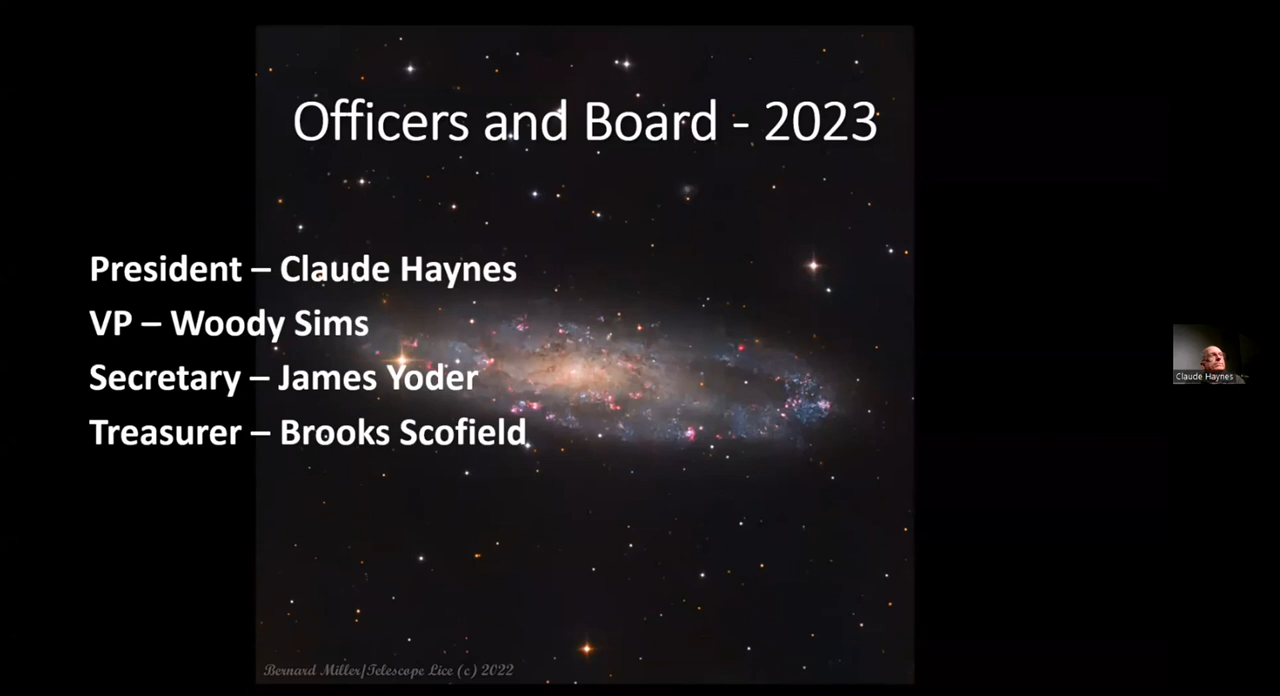 Officers and Board - 2023
President – Claude Haynes
VP – Woody Sims
Secretary – James Yoder
Treasurer – Brooks Scofield
Claude Haynes
Bernard Miller/Telescope Live (c) 2022